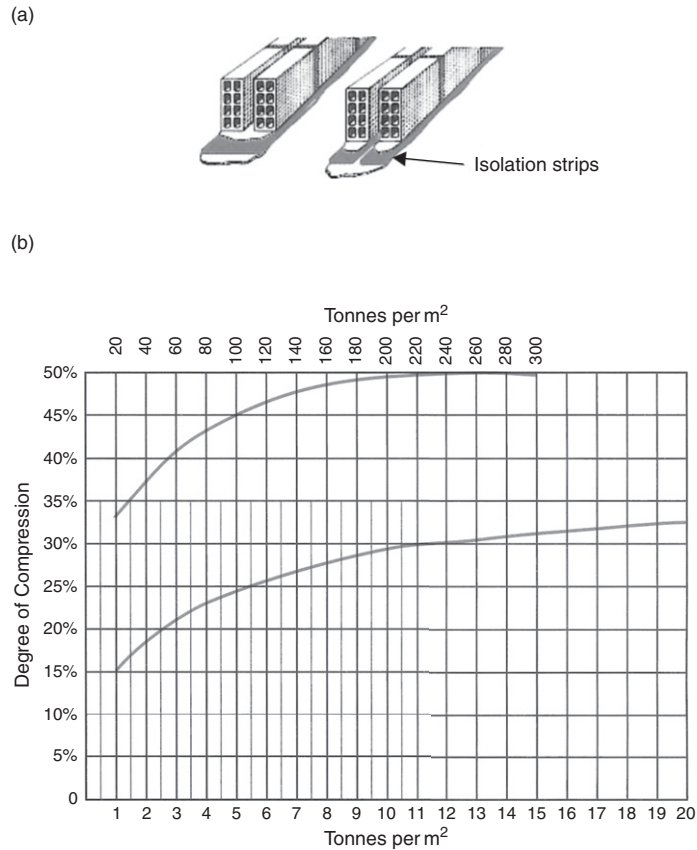 (a)
Isolation strips
(b)
Tonnes per m²
20 40 60 80 100 120 140 160 180 200 220 240 260 280 300
50%
45%
40%
35%
30%
25%
20%
15%
10%
5%
0
Degree of Compression
1 2 3 4 5 6 7 8 9 10 11 12 13 14 15 16 17 18 19 20
Tonnes per m²